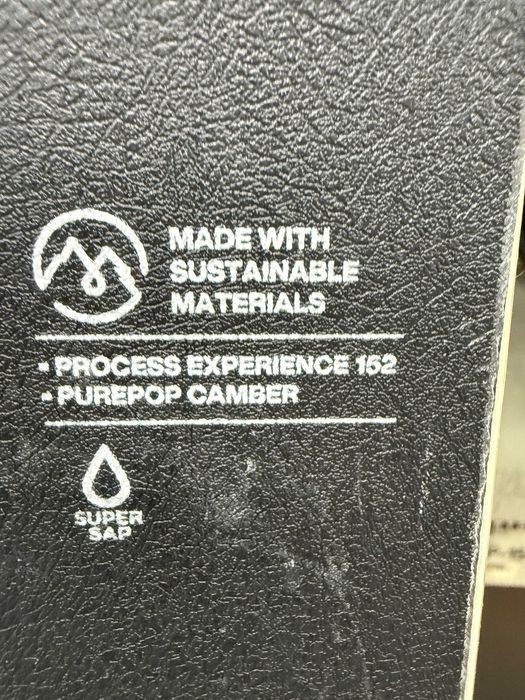 MADE WITH
SUSTAINABLE
MATERIALS
• PROCESS EXPERIENCE 152
• PUREPOP CAMBER
SUPER
SAP